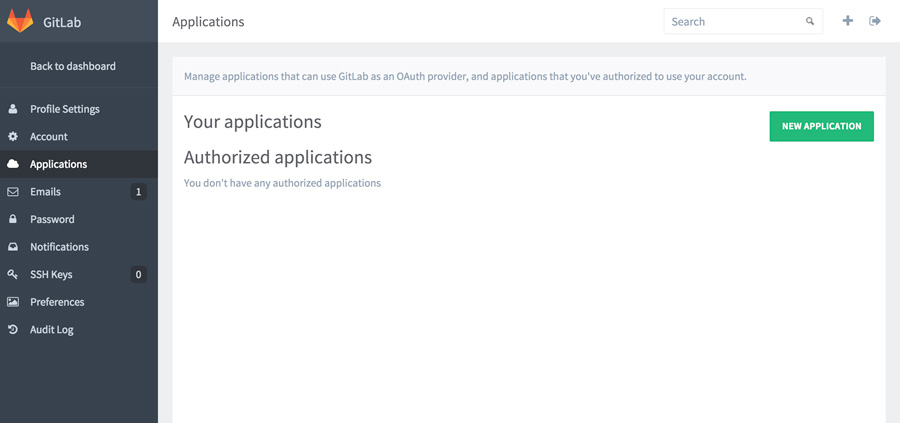 GitLab
Applications
Search
Back to dashboard
Profile Settings
Account
Applications
Emails 1
Password
Notifications
SSH Keys 0
Preferences
Audit Log
Manage applications that can use GitLab as an OAuth provider, and applications that you've authorized to use your account.
Your applications
NEW APPLICATION
Authorized applications
You don't have any authorized applications